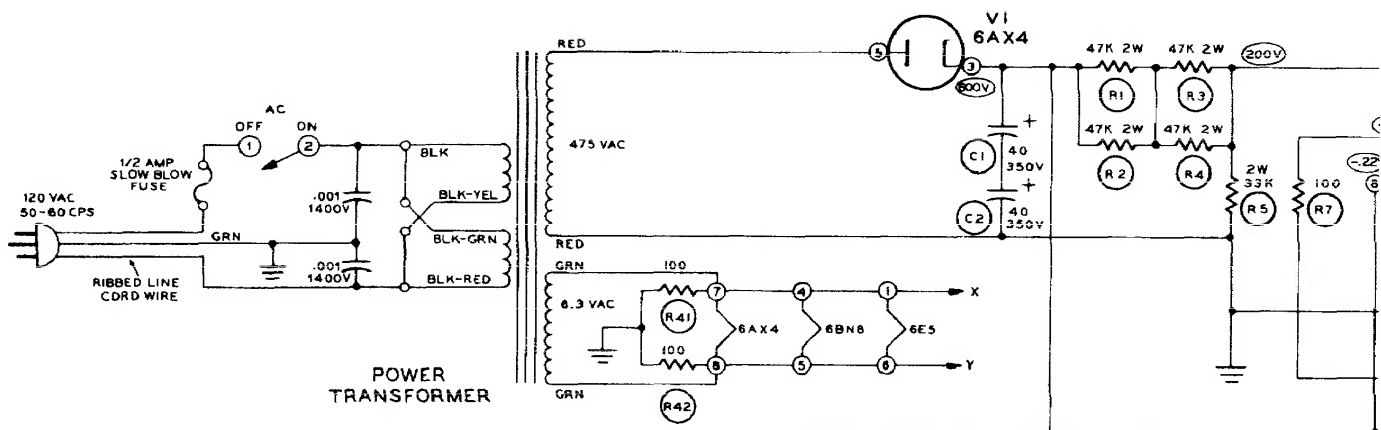 V1
6AX4
RED
5
3
600V
47K 2W
47K 2W
200V
R1
R3
47K 2W
47K 2W
R2
R4
AC
OFF
ON
1
2
BLK
475 VAC
+
C1
40
350V
+
C2
40
350V
2W
33K
R5
100
R7
-.22
8
1/2 AMP
SLOW BLOW
FUSE
.001
1400V
BLK-YEL
120 VAC
50-60 CPS
GRN
BLK-GRN
.001
1400V
BLK-RED
RED
RIBBED LINE
CORD WIRE
GRN
100
6.3 VAC
R41
7
4
1
X
6AX4
6BN8
6E5
100
8
5
6
Y
GRN
R42
POWER
TRANSFORMER